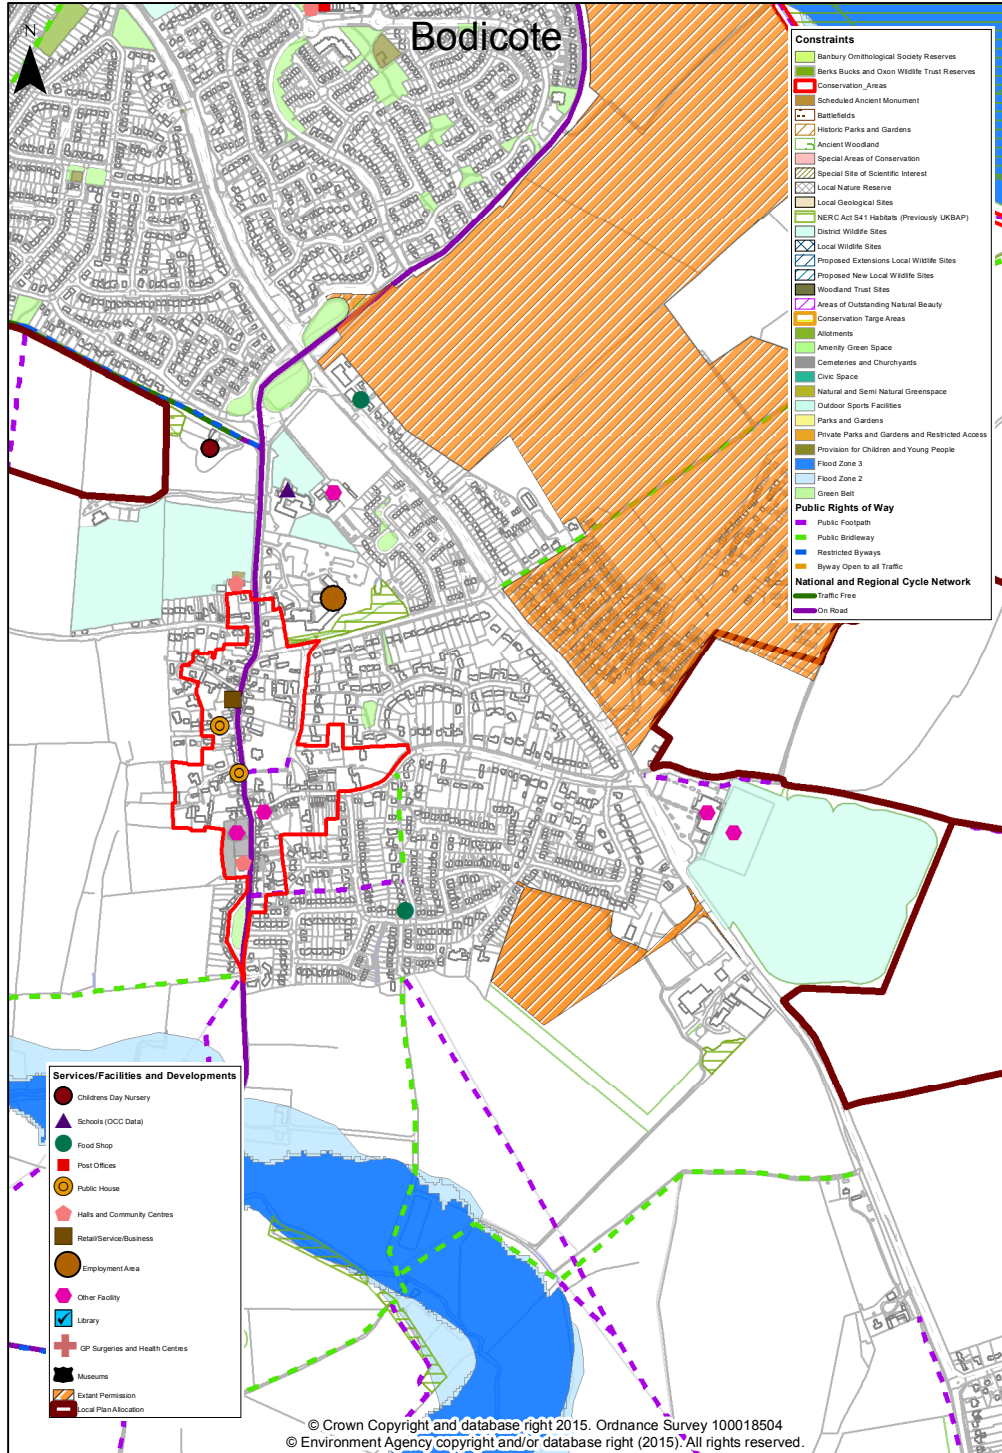 Bodicote
N
Constraints
Banbury Ornithological Society Reserves
Berks Bucks and Oxon Wildlife Trust Reserves
Conservation_Areas
Scheduled Ancient Monument
Battlefields
Historic Parks and Gardens
Ancient Woodland
Special Areas of Conservation
Special Site of Scientific Interest
Local Nature Reserve
Local Geological Sites
NERC Act S41 Habitats (Previously UKBAP)
District Wildlife Sites
Local Wildlife Sites
Proposed Extensions Local Wildlife Sites
Proposed New Local Wildlife Sites
Woodland Trust Sites
Areas of Outstanding Natural Beauty
Conservation Targe Areas
Allotments
Amenity Green Space
Cemeteries and Churchyards
Civic Space
Natural and Semi Natural Greenspace
Outdoor Sports Facilities
Parks and Gardens
Private Parks and Gardens and Restricted Access
Provision for Children and Young People
Flood Zone 3
Flood Zone 2
Green Belt
Public Rights of Way
Public Footpath
Public Bridleway
Restricted Byways
Byway Open to all Traffic
National and Regional Cycle Network
Traffic Free
On Road
Services/Facilities and Developments
Childrens Day Nursery
Schools (OCC Data)
Food Shop
Post Offices
Public House
Halls and Community Centres
Retail/Service/Business
Employment Area
Other Facility
Library
GP Surgeries and Health Centres
Museums
Extant Permission
Local Plan Allocation
© Crown Copyright and database right 2015. Ordnance Survey 100018504
© Environment Agency copyright and/or database right (2015). All rights reserved.